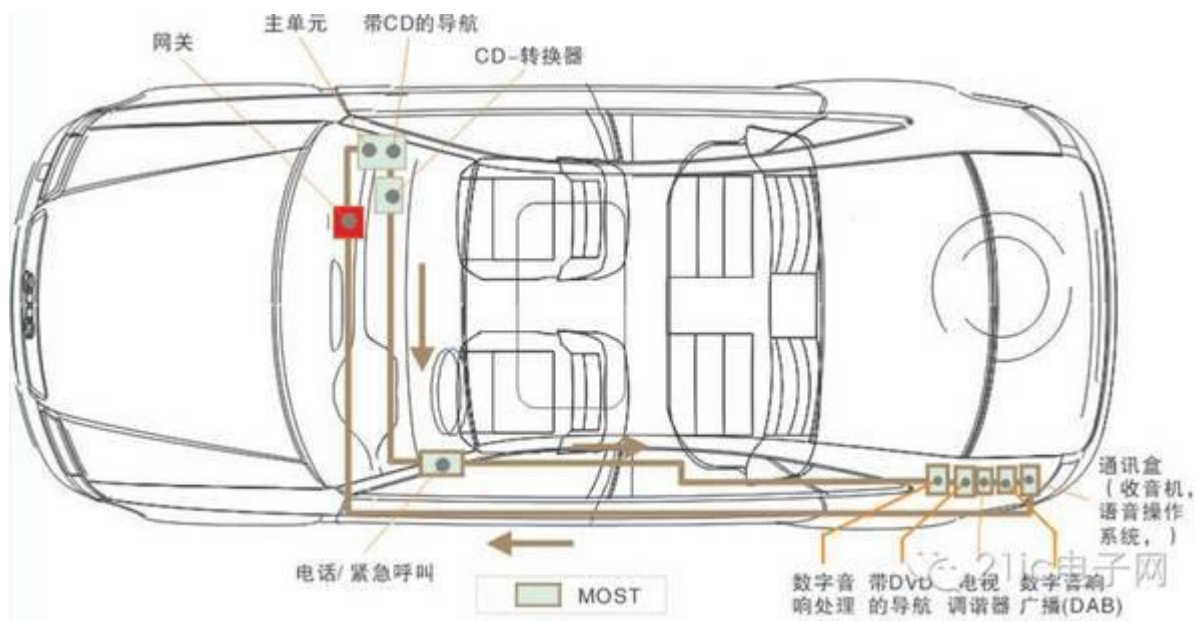 主单元
带CD的导航
网关
CD-转换器
通讯盒
(收音机,
语音操作
系统, )
电话/ 紧急呼叫
MOST
21ic电子网
数字音
响处理
带DVD
的导航
电视
调谐器
数字音响
广播(DAB)